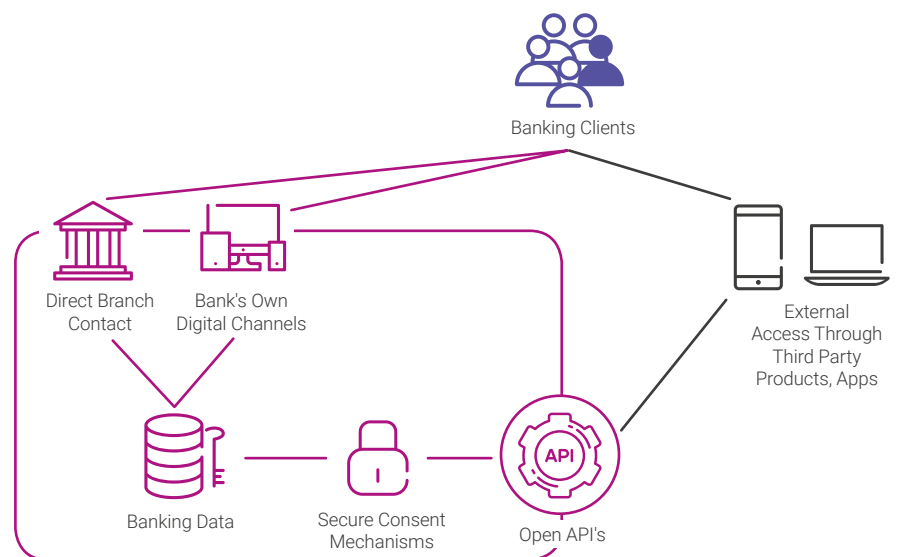 Banking Clients
Direct Branch
Contact
Bank's Own
Digital Channels
External
Access Through
Third Party
Products, Apps
API
Banking Data
Secure Consent
Mechanisms
Open API's